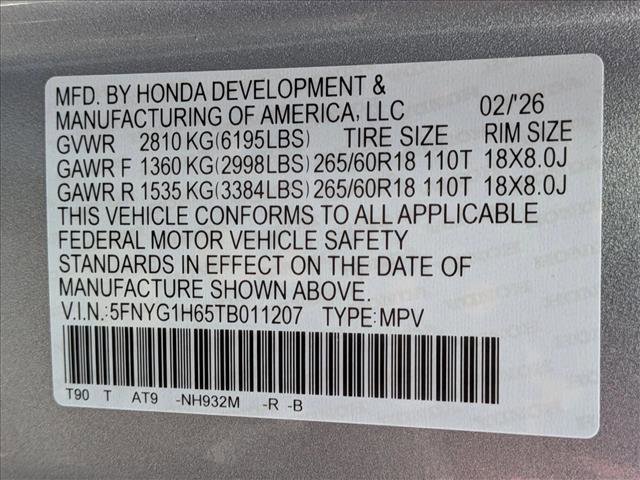 MFD. BY HONDA DEVELOPMENT &
MANUFACTURING OF AMERICA, LLC 02/'26
GVWR 2810 KG(6195LBS) TIRE SIZE RIM SIZE
GAWR F 1360 KG(2998LBS) 265/60R18 110T 18X8.0J
GAWR R 1535 KG(3384LBS) 265/60R18 110T 18X8.0J
THIS VEHICLE CONFORMS TO ALL APPLICABLE
FEDERAL MOTOR VEHICLE SAFETY
STANDARDS IN EFFECT ON THE DATE OF
MANUFACTURE SHOWN ABOVE.
V.I.N.:5FNYG1H65TB011207 TYPE:MPV
T90 T AT9 -NH932M -R -B